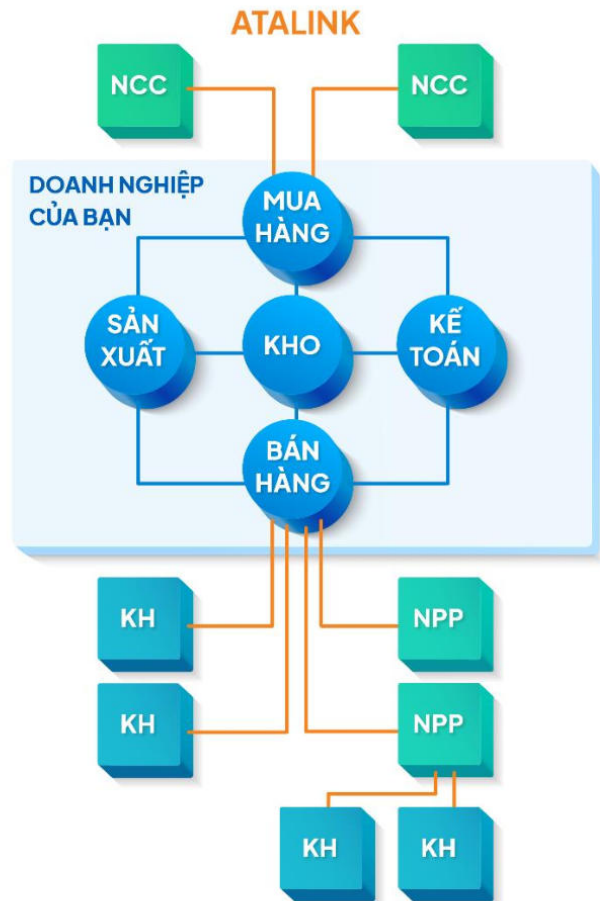 ATALINK
NCC
NCC
DOANH NGHIỆP
CỦA BẠN
MUA
HÀNG
SẢN
XUẤT
KHO
KẾ
TOÁN
BÁN
HÀNG
KH
NPP
KH
NPP
KH
KH